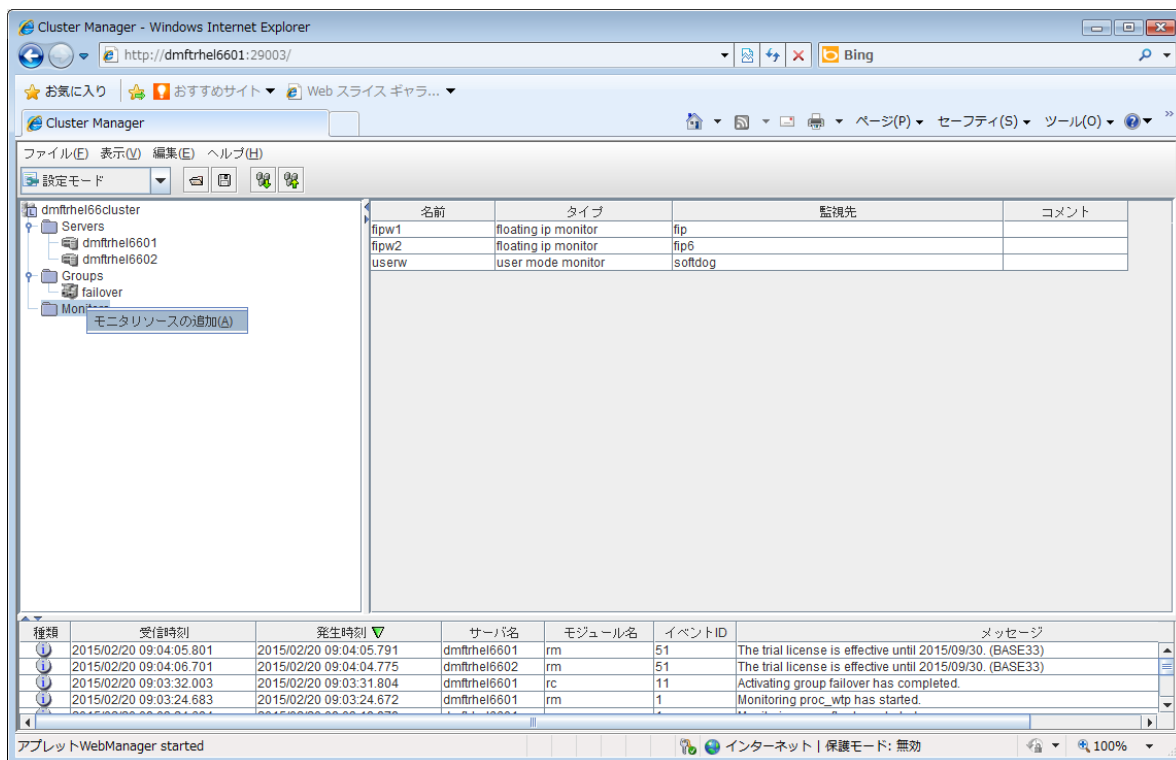 Cluster Manager - Windows Internet Explorer
http://dmftrhel6601:29003/
Bing
お気に入り おすすめサイト Web スライス ギャラ...
Cluster Manager ページ(P) セーフティ(S) ツール(O)
ファイル(F) 表示(V) 編集(E) ヘルプ(H)
設定モード
dmftrhel66cluster
Servers
dmftrhel6601
dmftrhel6602
Groups
failover
モニタリソースの追加(A)
名前 タイプ 監視先 コメント
fipw1 floating ip monitor fip
fipw2 floating ip monitor fip6
userw user mode monitor softdog
種類 受信時刻 発生時刻 サーバ名 モジュール名 イベントID メッセージ
2015/02/20 09:04:05.801 2015/02/20 09:04:05.791 dmftrhel6601 rm 51 The trial license is effective until 2015/09/30. (BASE33)
2015/02/20 09:04:06.701 2015/02/20 09:04:04.775 dmftrhel6602 rm 51 The trial license is effective until 2015/09/30. (BASE33)
2015/02/20 09:03:32.003 2015/02/20 09:03:31.804 dmftrhel6601 rc 11 Activating group failover has completed.
2015/02/20 09:03:24.683 2015/02/20 09:03:24.672 dmftrhel6601 rm 1 Monitoring proc_wtp has started.
アプレットWebManager started インターネット | 保護モード: 無効 100%